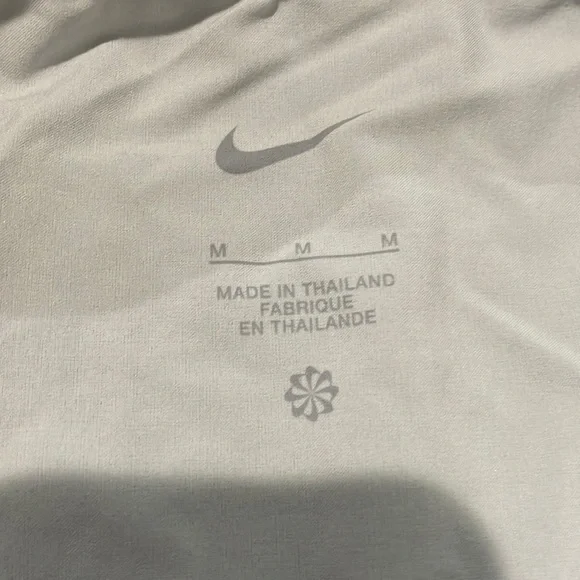 M M M
MADE IN THAILAND
FABRIQUE
EN THAILANDE